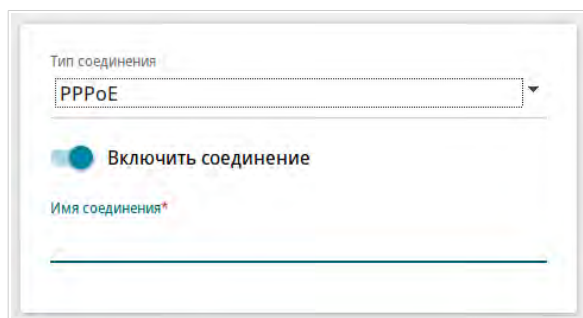 Тип соединения
PPPoE
Включить соединение
Имя соединения*